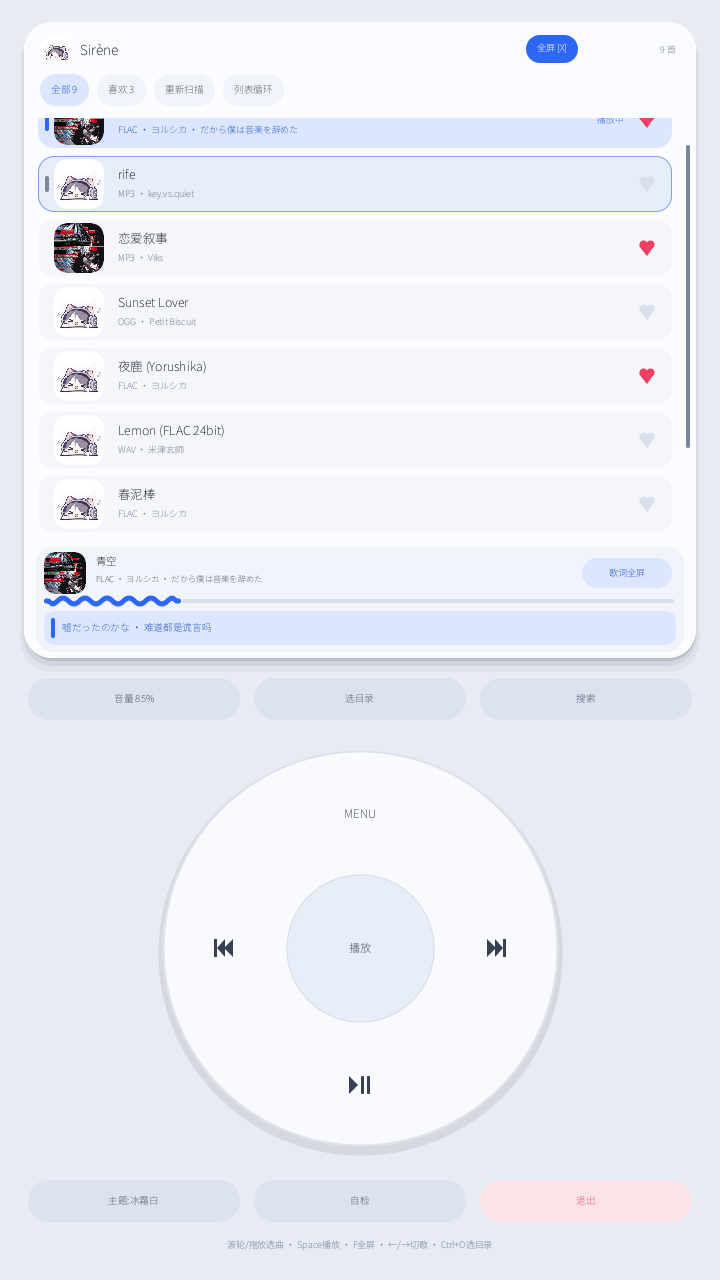 Sirène
全屏 [X]
9 首
全部 9
喜欢 3
重新扫描
列表循环
播放中
FLAC • ヨルシカ • だから僕は音楽を辞めた
rife
MP3 • key.vs.quiet
恋爱叙事
MP3 • Viks
Sunset Lover
OGG • Petit Biscuit
夜鹿 (Yorushika)
FLAC • ヨルシカ
Lemon (FLAC 24bit)
WAV • 米津玄師
春泥棒
FLAC • ヨルシカ
青空
FLAC • ヨルシカ • だから僕は音楽を辞めた
歌词全屏
嘘だったのかな • 难道都是谎言吗
音量 85%
选目录
搜索
MENU
播放
主题:冰霜白
自检
退出
滚轮/拖放选曲 • Space播放 • F全屏 • ←/→切歌 • Ctrl+O选目录